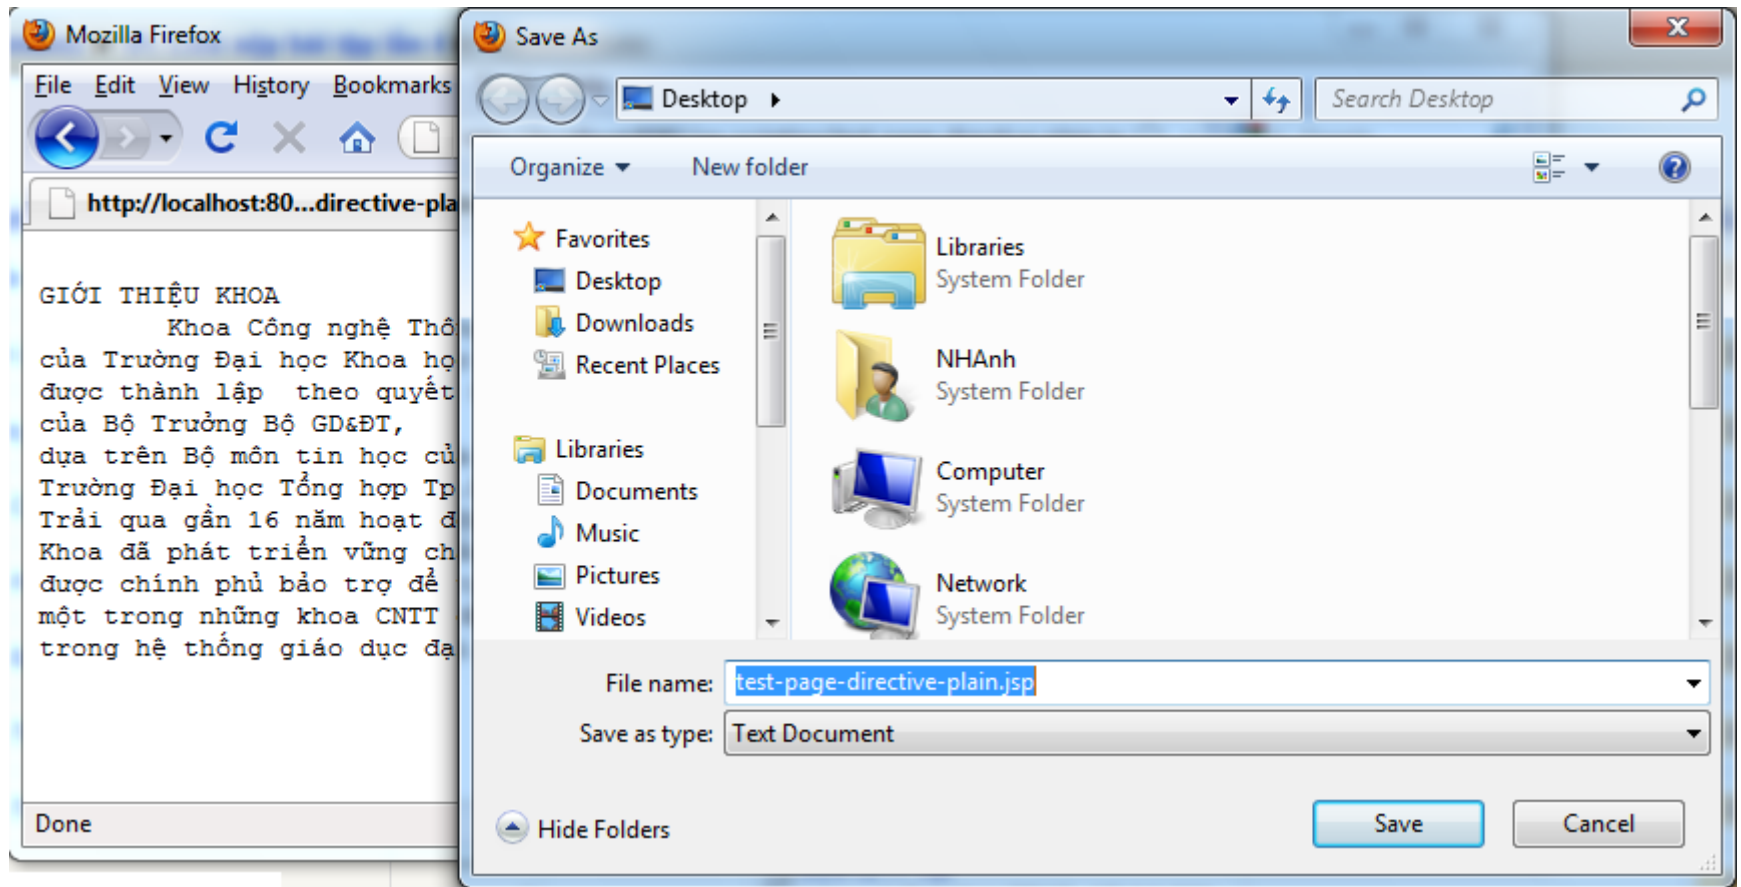 Mozilla Firefox
File Edit View History Bookmarks
http://localhost:80...directive-pla
GIỚI THIỆU KHOA
Khoa Công nghệ Thô
của Trường Đại học Khoa họ
được thành lập theo quyết
của Bộ Trưởng Bộ GD&ĐT,
dựa trên Bộ môn tin học củ
Trường Đại học Tổng hợp Tp
Trải qua gần 16 năm hoạt đ
Khoa đã phát triển vững ch
được chính phủ bảo trợ để
một trong những khoa CNTT
trong hệ thống giáo dục đạ
Done
Save As
Desktop
Search Desktop
Organize New folder
Favorites
Desktop
Downloads
Recent Places
Libraries
Documents
Music
Pictures
Videos
Libraries
System Folder
NHAnh
System Folder
Computer
System Folder
Network
System Folder
File name: test-page-directive-plain.jsp
Save as type: Text Document
Hide Folders
Save
Cancel